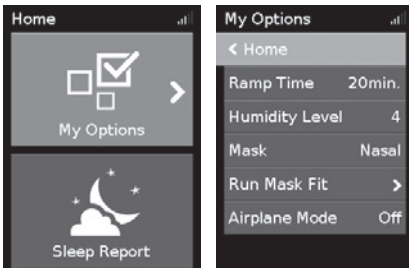 Home
My Options
Sleep Report
My Options
< Home
Ramp Time 20min.
Humidity Level 4
Mask Nasal
Run Mask Fit >
Airplane Mode Off